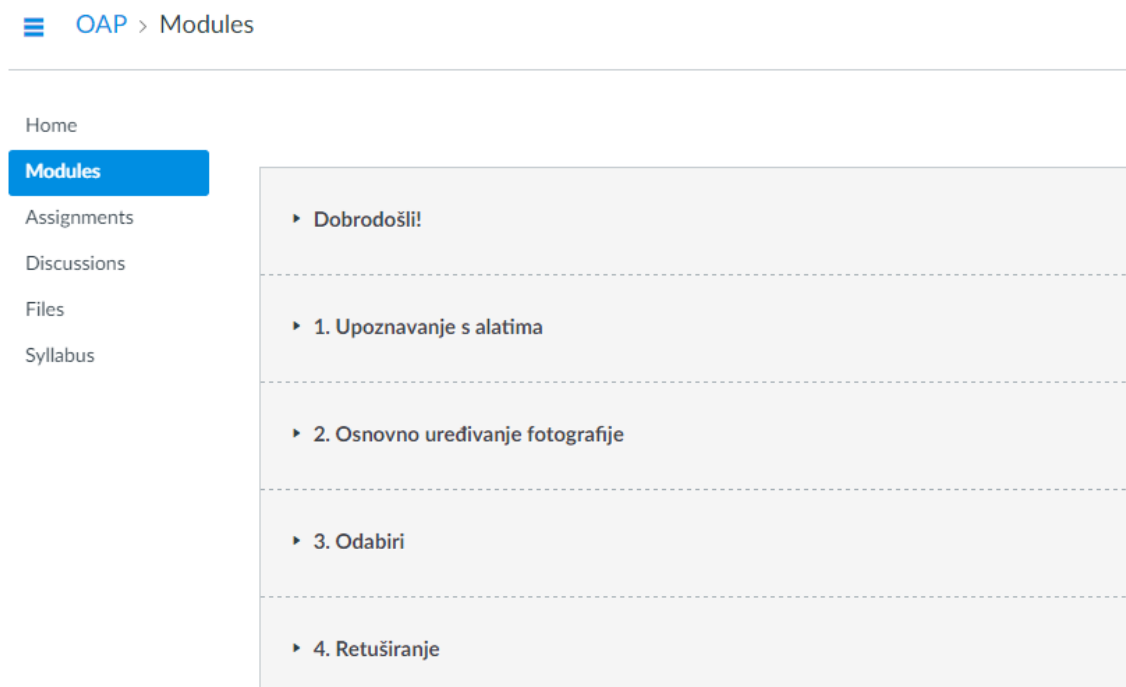 OAP > Modules
Home
Modules
Assignments
Discussions
Files
Syllabus
Dobrodošli!
1. Upoznavanje s alatima
2. Osnovno uređivanje fotografije
3. Odabiri
4. Retuširanje